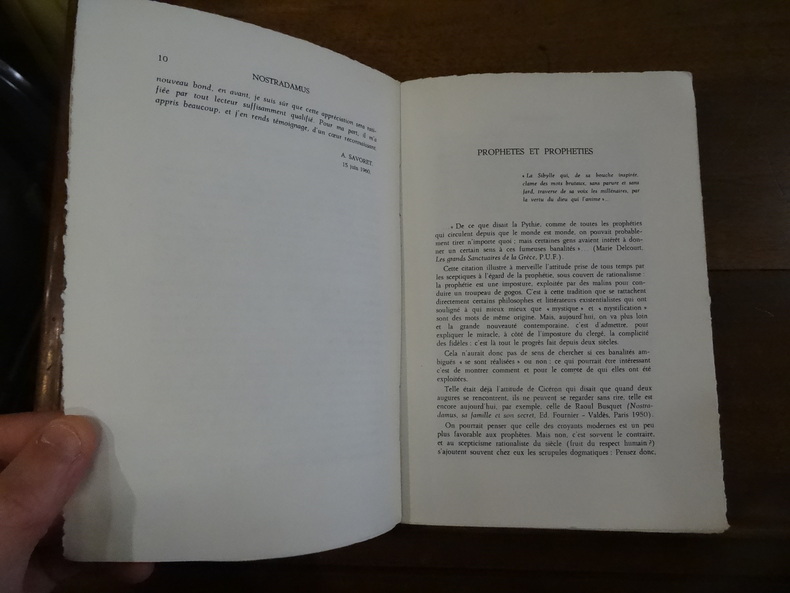 10
NOSTRADAMUS
nouveau bond, en avant, je suis sûr que cette appréciation sera rati-
fiée par tout lecteur suffisamment qualifié. Pour ma part, il m'a
appris beaucoup, et j'en rends témoignage, d'un cœur reconnaissant.
A. SAVORET.
15 juin 1960.
PROPHETES ET PROPHETIES
« La Sibylle qui, de sa bouche inspirée,
clame des mots brutaux, sans parure et sans
fard, traverse de sa voix les millénaires, par
la vertu du dieu qui l'anime »...
« De ce que disait la Pythie, comme de toutes les prophéties
qui circulent depuis que le monde est monde, on pouvait probable-
ment tirer n'importe quoi ; mais certaines gens avaient intérêt à don-
ner un certain sens à ces fumeuses banalités »... (Marie Delcourt,
Les grands Sanctuaires de la Grèce, P.U.F.)
Cette citation illustre à merveille l'attitude prise de tous temps par
les sceptiques à l'égard de la prophétie, sous couvert de rationalisme :
la prophétie est une imposture, exploitée par des malins pour con-
duire un troupeau de gogos. C'est à cette tradition que se rattachent
directement certains philosophes et littérateurs existentialistes qui ont
souligné à qui mieux mieux que « mystique » et « mystification »
sont des mots de même origine. Mais, aujourd'hui, on va plus loin
et la grande nouveauté contemporaine, c'est d'admettre, pour
expliquer le miracle, à côté de l'imposture du clergé, la complicité
des fidèles : c'est là tout le progrès fait depuis deux siècles.
Cela n'aurait donc pas de sens de chercher si ces banalités am-
biguës « se sont réalisées » ou non : ce qui pourrait être intéressant
c'est de montrer comment et pour le compte de qui elles ont été
exploitées.
Telle était déjà l'attitude de Cicéron qui disait que quand deux
augures se rencontrent, ils ne peuvent se regarder sans rire, telle est
encore aujourd'hui, par exemple, celle de Raoul Busquet (Nostra-
damus, sa famille et son secret, Ed. Fournier - Valdès, Paris 1950).
On pourrait penser que celle des croyants modernes est un peu
plus favorable aux prophètes. Mais non, c'est souvent le contraire,
et au scepticisme rationaliste du siècle (fruit du respect humain ?)
s'ajoutent souvent chez eux les scrupules dogmatiques : Pensez donc,